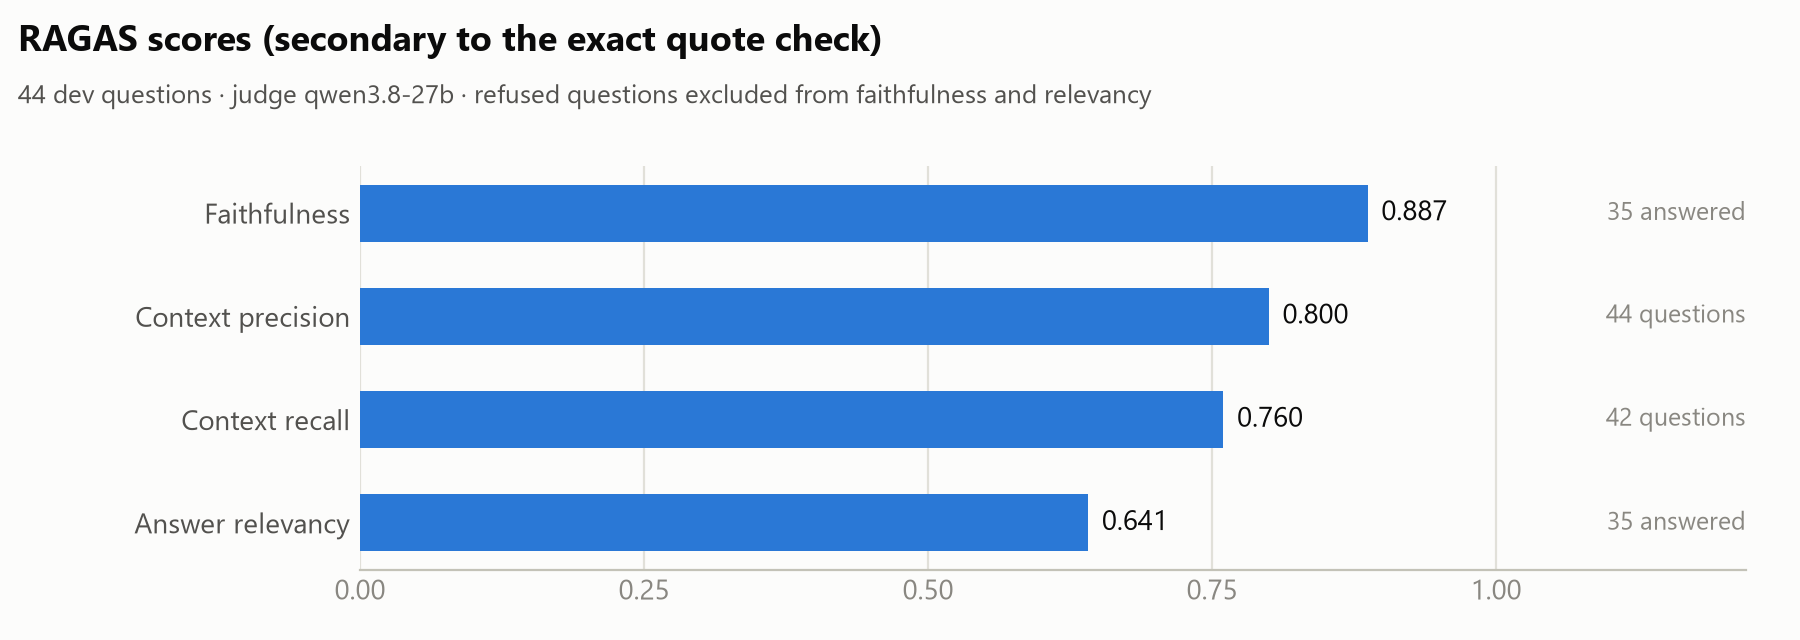 RAGAS scores (secondary to the exact quote check)
44 dev questions · judge qwen3.8-27b · refused questions excluded from faithfulness and relevancy
Faithfulness 0.887 35 answered
Context precision 0.800 44 questions
Context recall 0.760 42 questions
Answer relevancy 0.641 35 answered
0.00 0.25 0.50 0.75 1.00